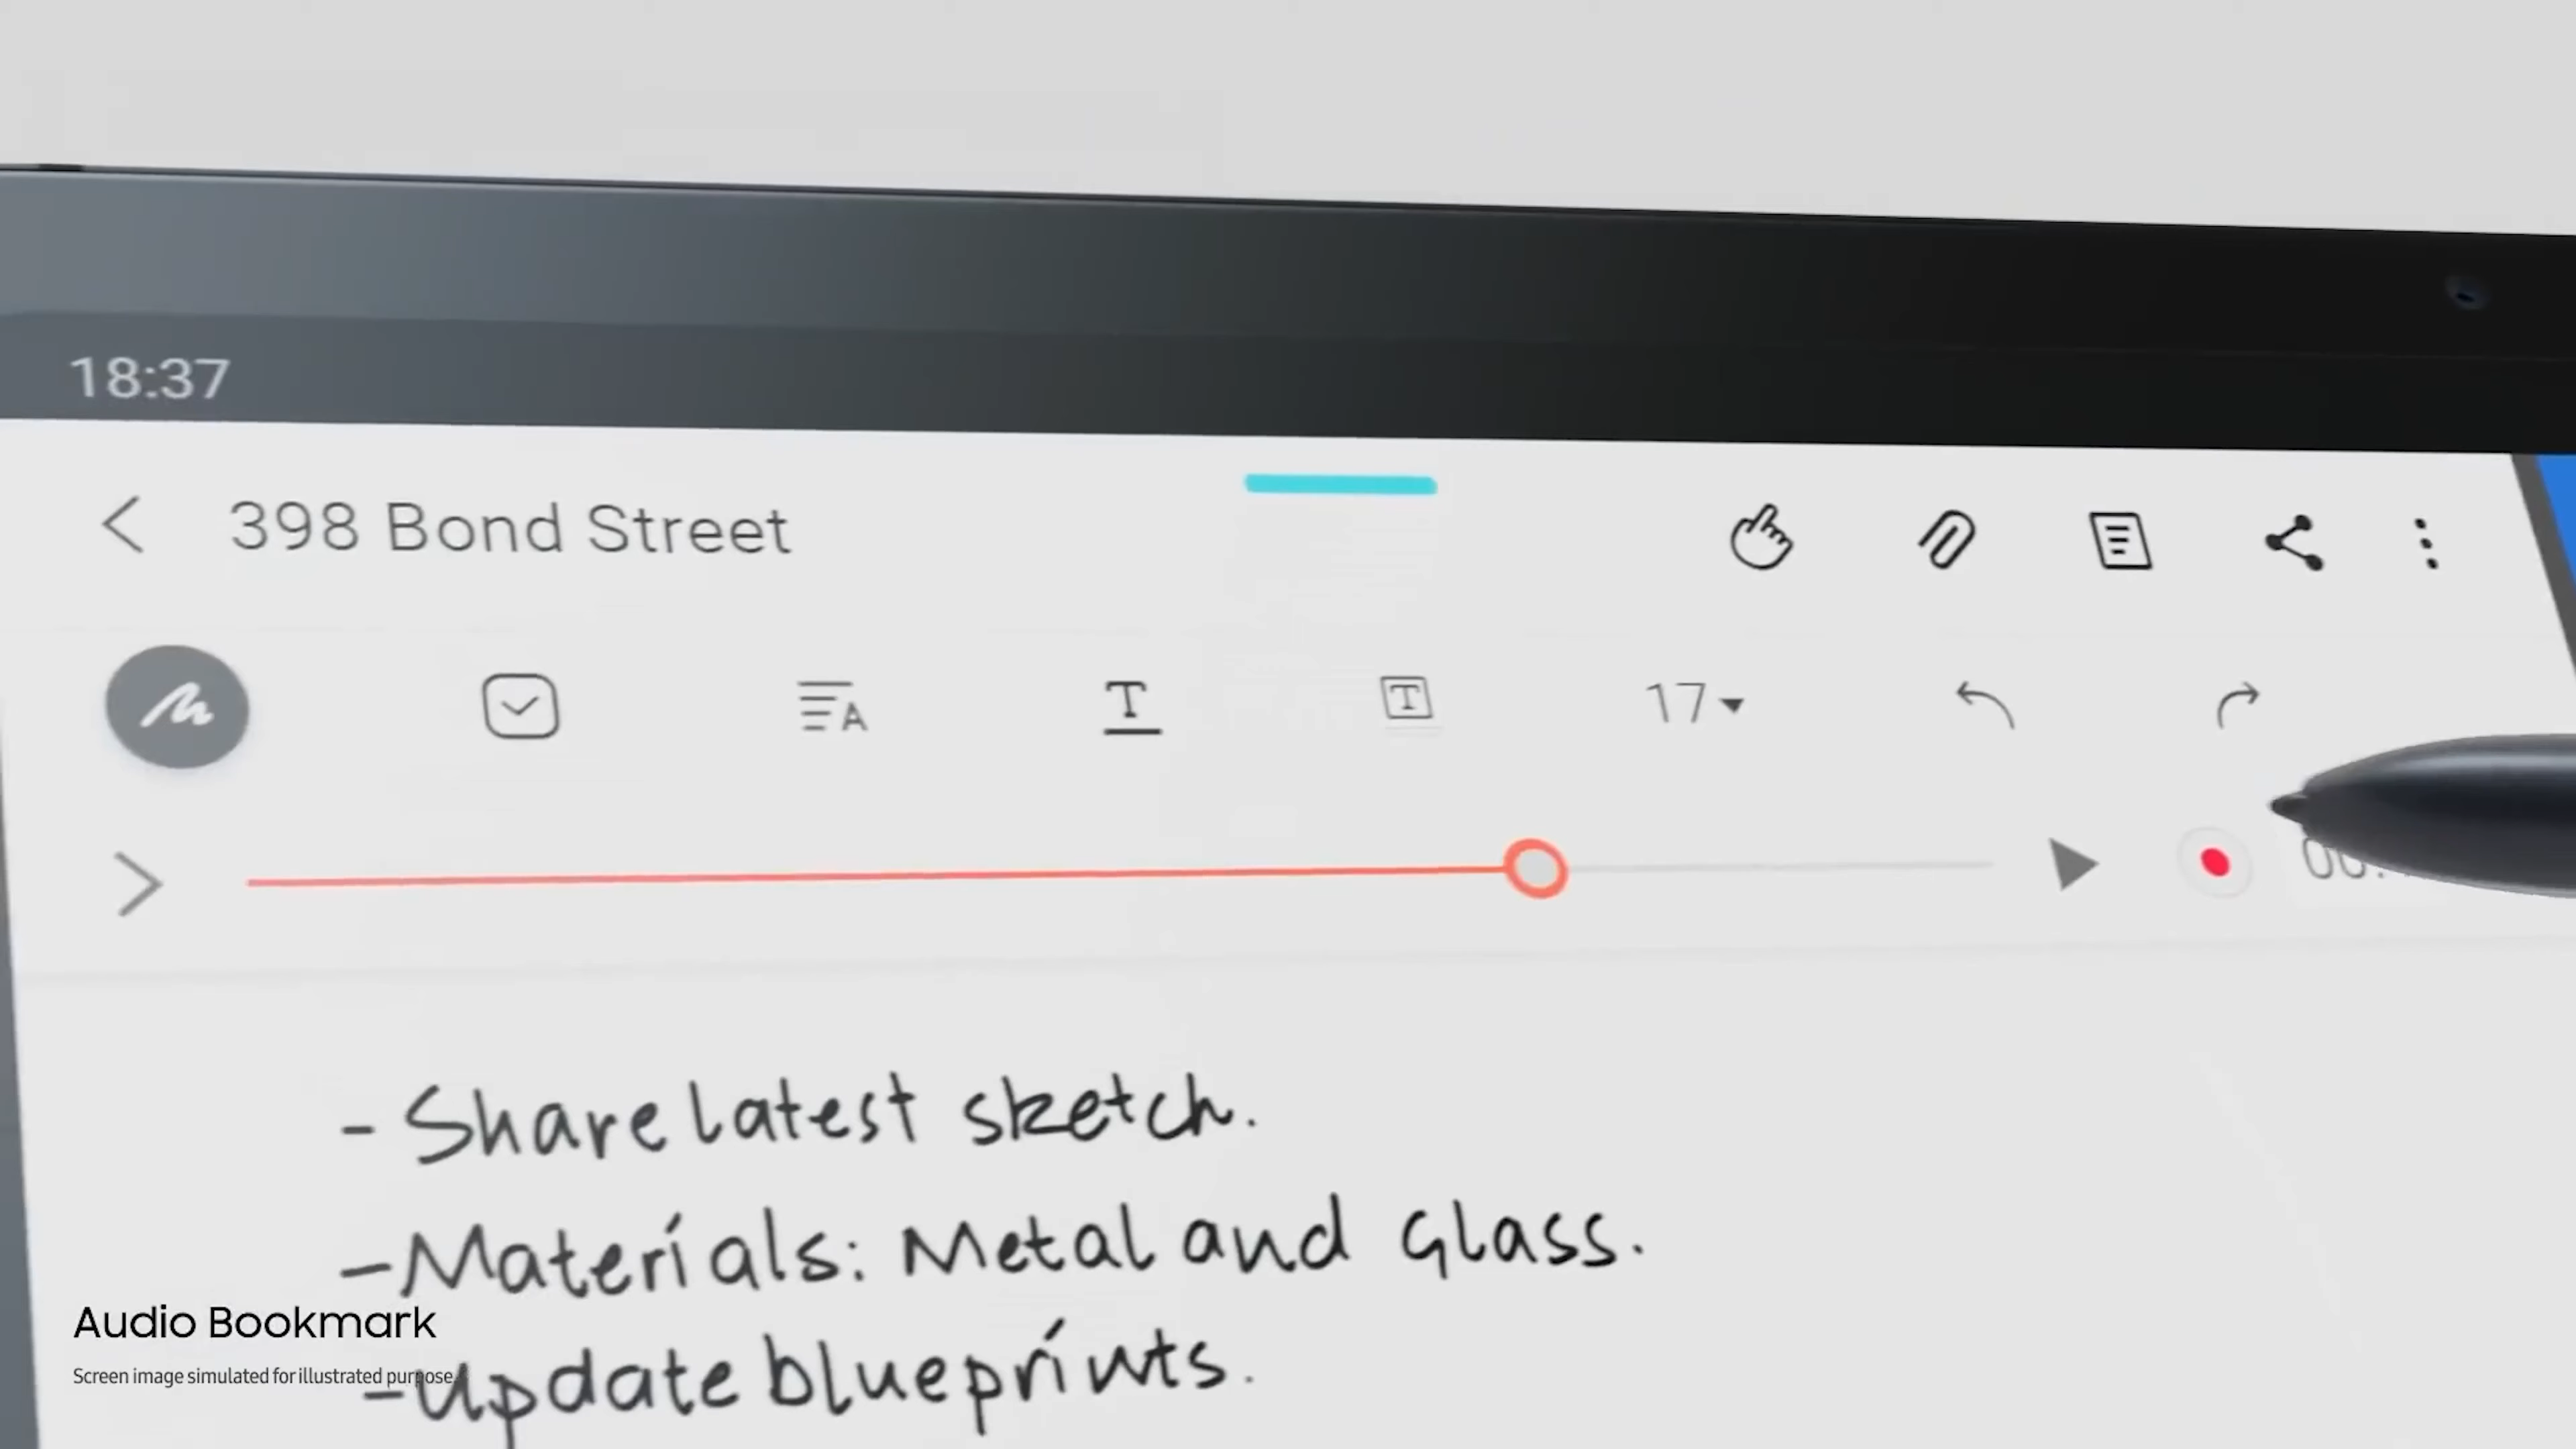 18:37
398 Bond Street
17
- Share latest sketch.
- Materials: Metal and Glass.
- Update blueprints.
Audio Bookmark
Screen image simulated for illustrated purpose.